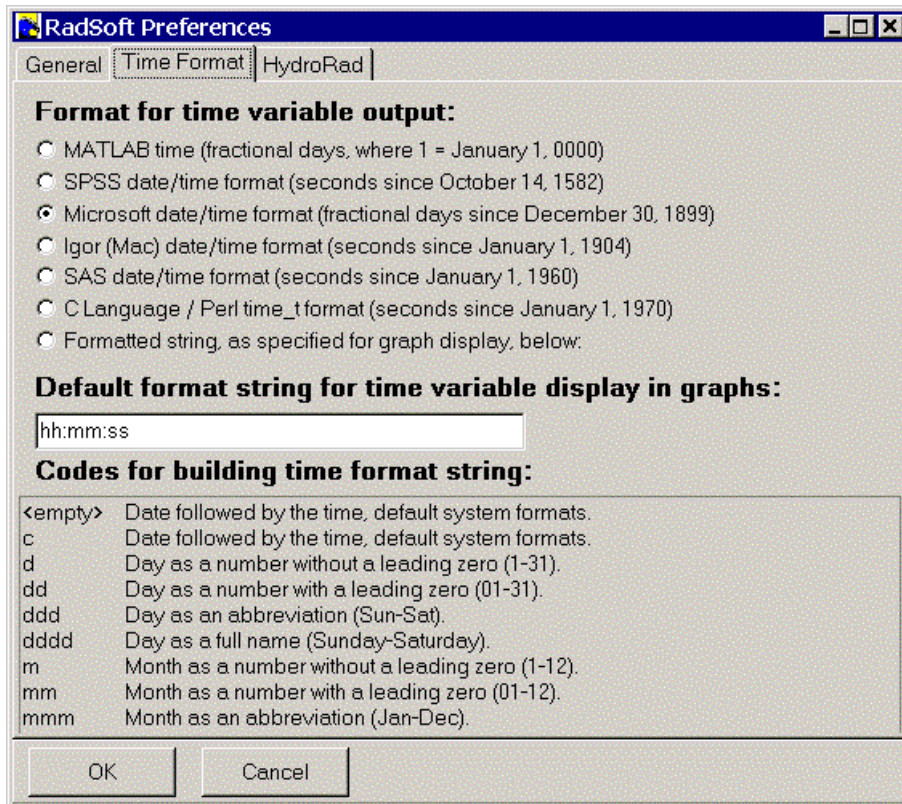 RadSoft Preferences
General Time Format HydroRad
Format for time variable output:
MATLAB time (fractional days, where 1 = January 1, 0000)
SPSS date/time format (seconds since October 14, 1582)
Microsoft date/time format (fractional days since December 30, 1899)
Igor (Mac) date/time format (seconds since January 1, 1904)
SAS date/time format (seconds since January 1, 1960)
C Language / Perl time_t format (seconds since January 1, 1970)
Formatted string, as specified for graph display, below:
Default format string for time variable display in graphs:
hh:mm:ss
Codes for building time format string:
<empty> Date followed by the time, default system formats.
c Date followed by the time, default system formats.
d Day as a number without a leading zero (1-31).
dd Day as a number with a leading zero (01-31).
ddd Day as an abbreviation (Sun-Sat).
dddd Day as a full name (Sunday-Saturday).
m Month as a number without a leading zero (1-12).
mm Month as a number with a leading zero (01-12).
mmm Month as an abbreviation (Jan-Dec).
OK Cancel